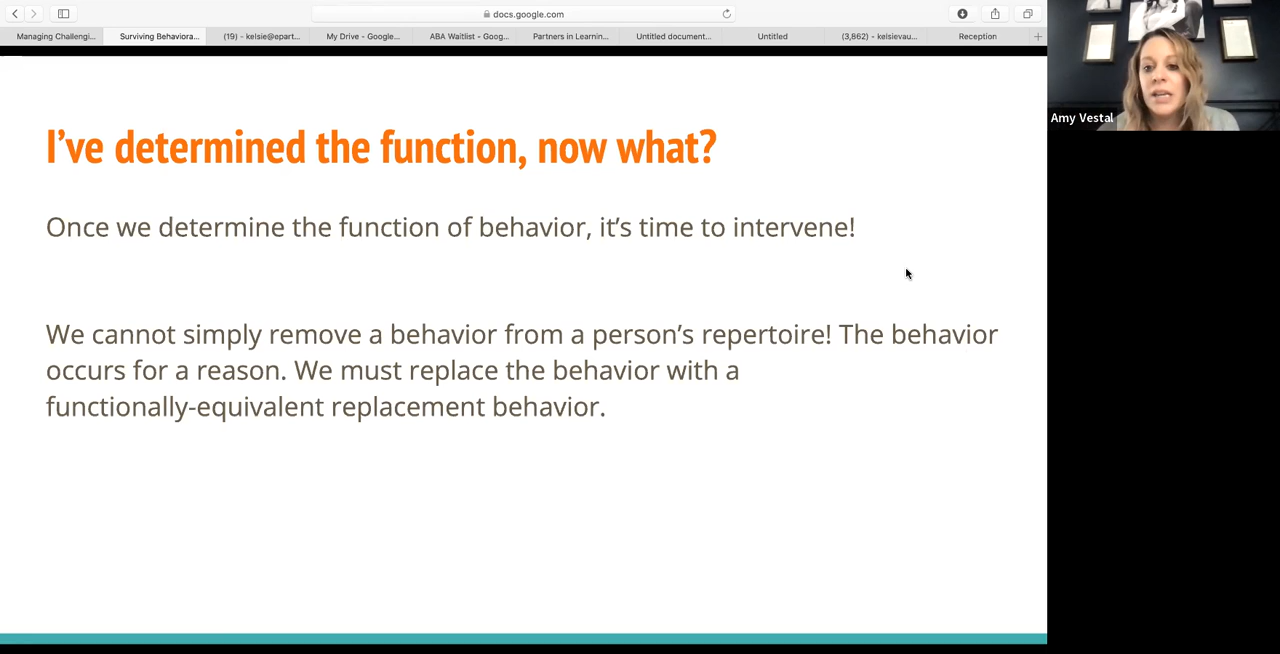 docs.google.com
Managing Challengi...
Surviving Behaviora...
(19) - kelsie@epart...
My Drive - Google...
ABA Waitlist - Goog...
Partners in Learnin...
Untitled document...
Untitled
(3,862) - kelsievau...
Reception
Amy Vestal
I’ve determined the function, now what?
Once we determine the function of behavior, it’s time to intervene!
We cannot simply remove a behavior from a person’s repertoire! The behavior
occurs for a reason. We must replace the behavior with a
functionally-equivalent replacement behavior.